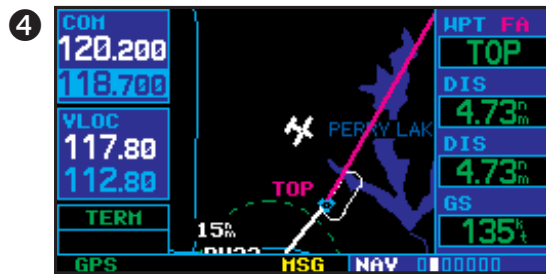 4
COM
120.200
118.700
VLOC
117.80
112.80
TERM
GPS
PERRY LAK
TOP
15nm
MSG
NAV
WPT FA
TOP
DIS
4.73nm
DIS
4.73nm
GS
135kt